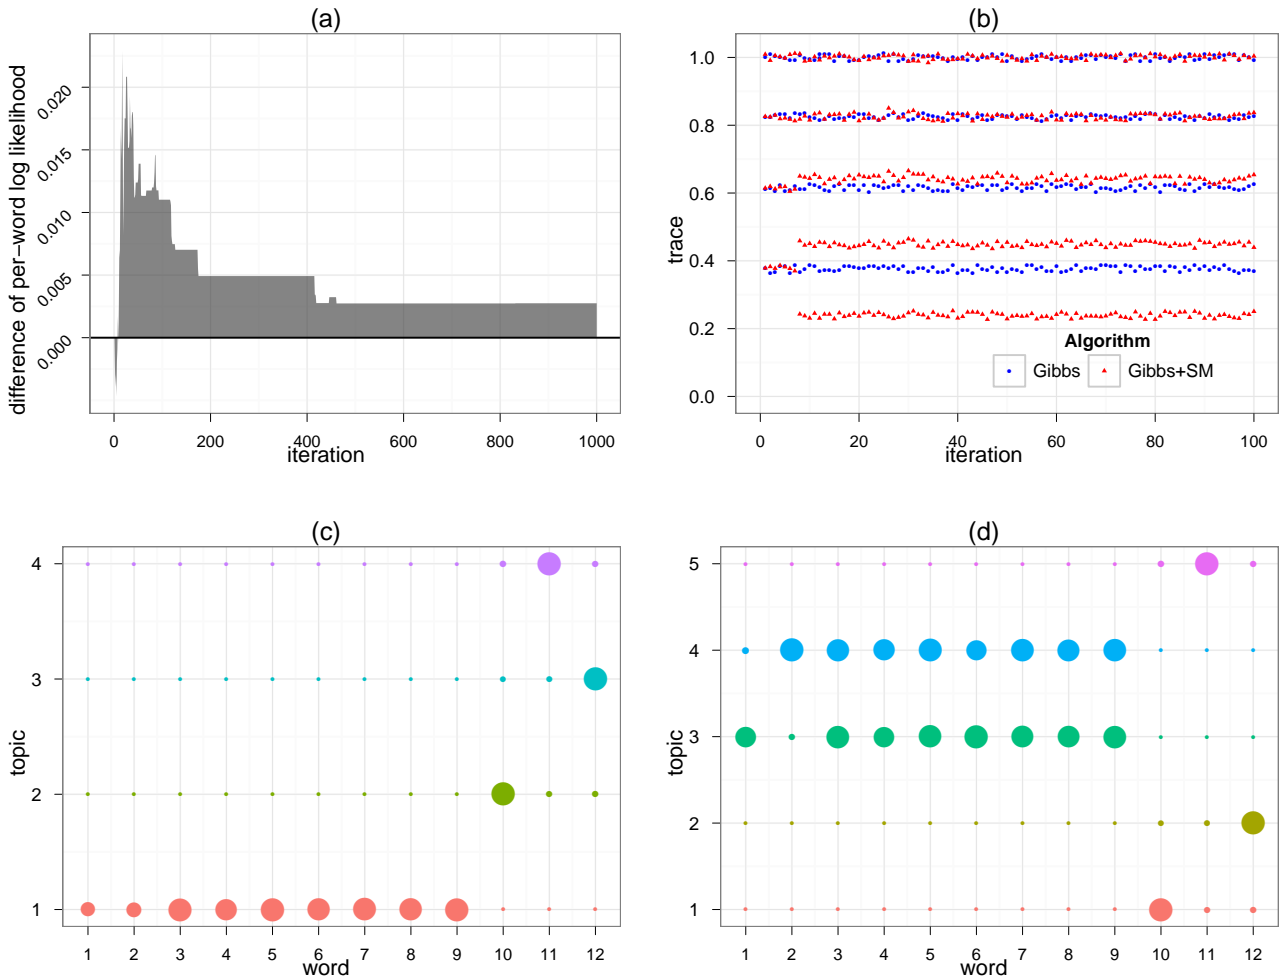 (a)
difference of per−word log likelihood
0.020
0.015
0.010
0.005
0.000
0 200 400 600 800 1000
iteration
(b)
trace
1.0
0.8
0.6
0.4
0.2
0.0
Algorithm
Gibbs Gibbs+SM
0 20 40 60 80 100
iteration
(c)
topic
4
3
2
1
1 2 3 4 5 6 7 8 9 10 11 12
word
(d)
topic
5
4
3
2
1
1 2 3 4 5 6 7 8 9 10 11 12
word